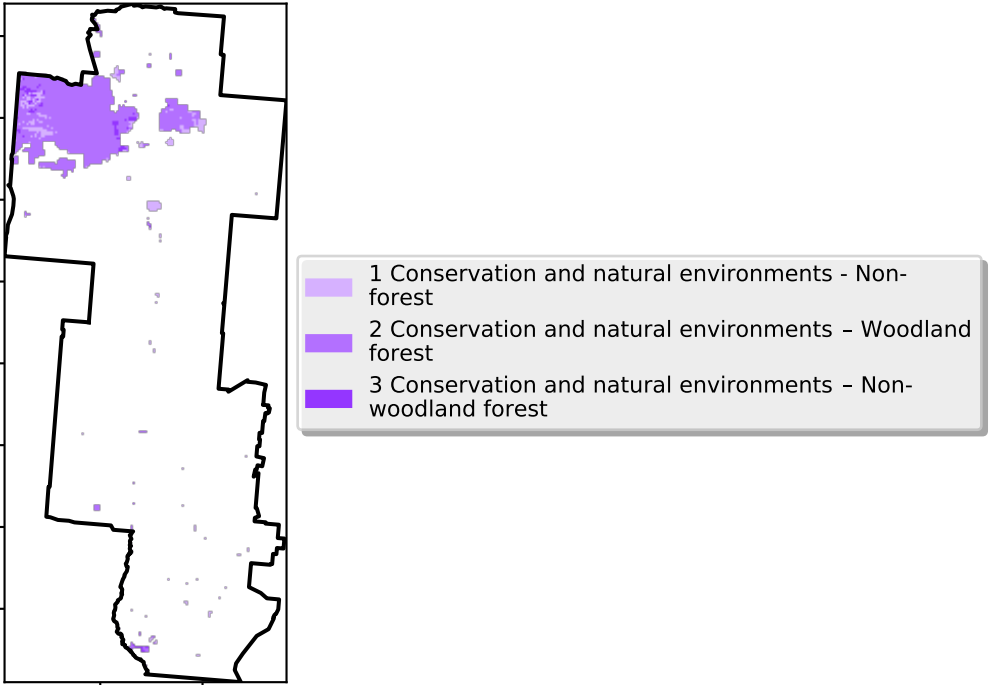 1 Conservation and natural environments - Non-
forest
2 Conservation and natural environments – Woodland
forest
3 Conservation and natural environments – Non-
woodland forest